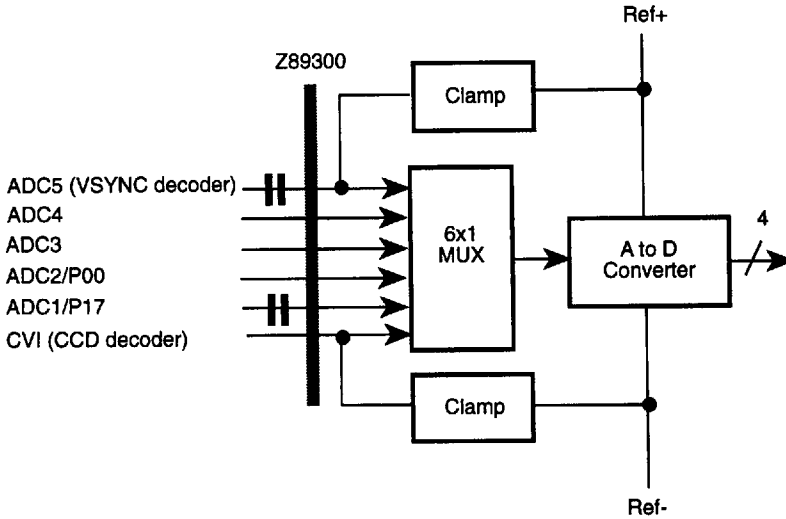 Ref+
Z89300
Clamp
ADC5 (VSYNC decoder)
ADC4
ADC3
ADC2/P00
ADC1/P17
CVI (CCD decoder)
6x1
MUX
A to D
Converter
4
Clamp
Ref-